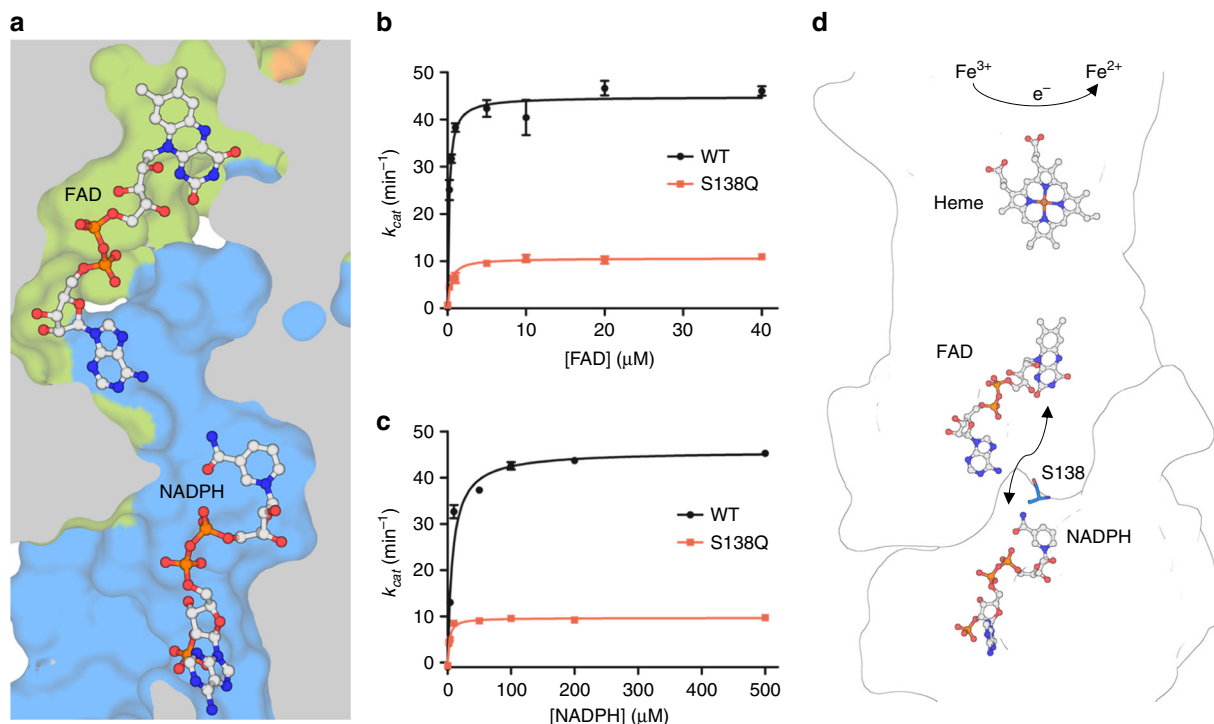 a
FAD
NADPH
b
50
40
30
20
10
0
k_cat (min⁻¹)
WT
S138Q
0
10
20
30
40
[FAD] (μM)
c
50
40
30
20
10
0
k_cat (min⁻¹)
WT
S138Q
0
100
200
300
400
500
[NADPH] (μM)
d
Fe³⁺
Fe²⁺
e⁻
Heme
FAD
S138
NADPH